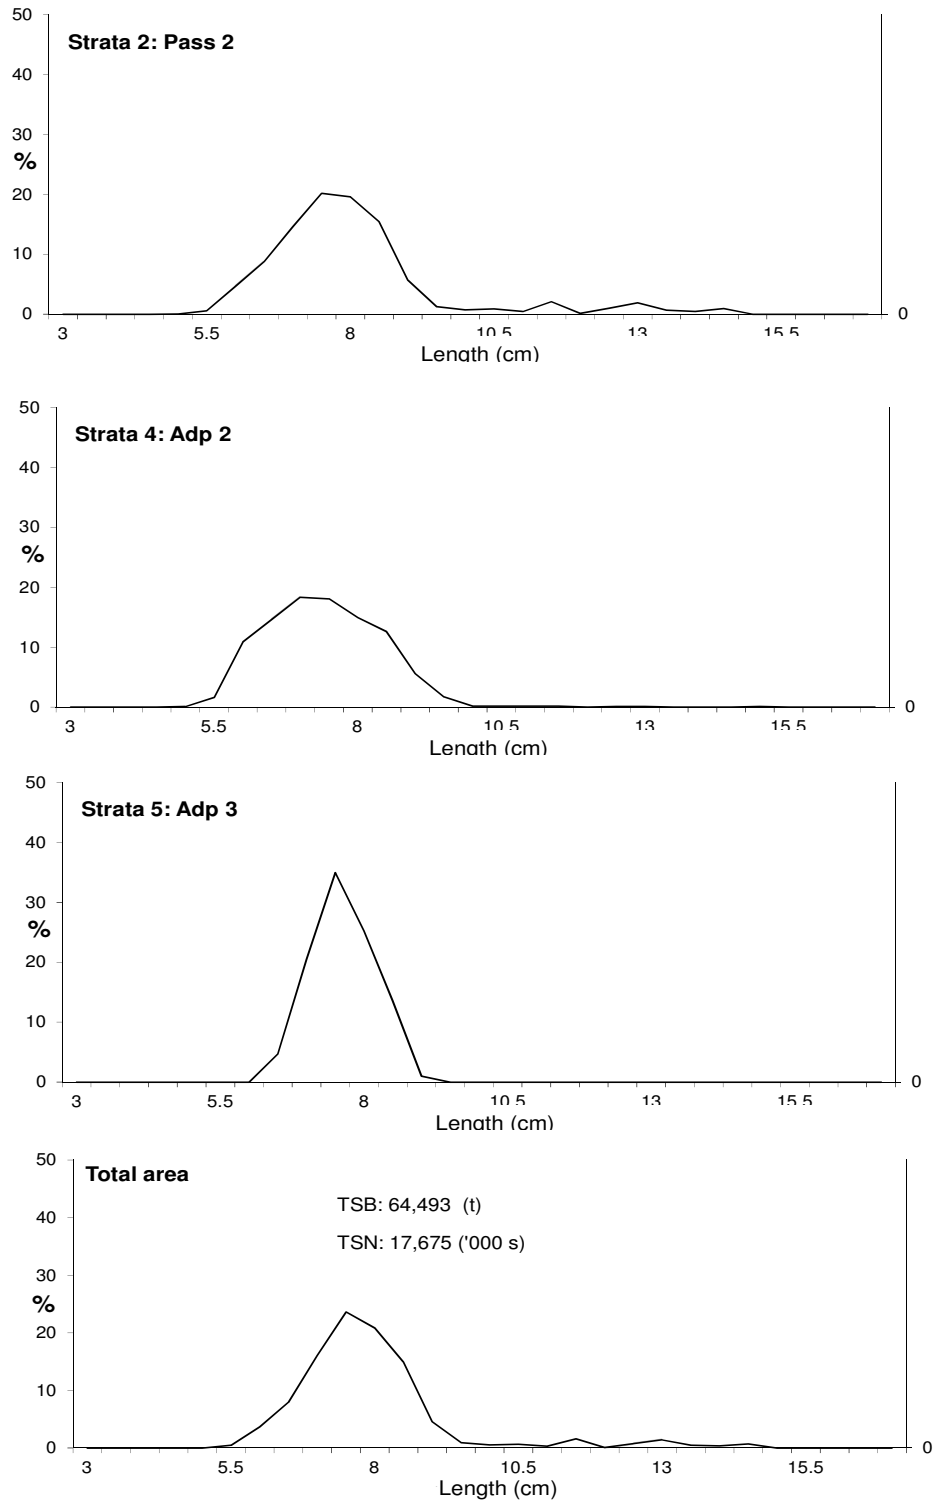 50
Strata 2: Pass 2
40
30
%
20
10
0 0
3 5.5 8 10.5 13 15.5
Length (cm)
50
Strata 4: Adp 2
40
30
%
20
10
0 0
3 5.5 8 10.5 13 15.5
Length (cm)
50
Strata 5: Adp 3
40
30
%
20
10
0 0
3 5.5 8 10.5 13 15.5
Length (cm)
50
Total area
TSB: 64,493 (t)
40
TSN: 17,675 ('000 s)
30
%
20
10
0 0
3 5.5 8 10.5 13 15.5
Length (cm)